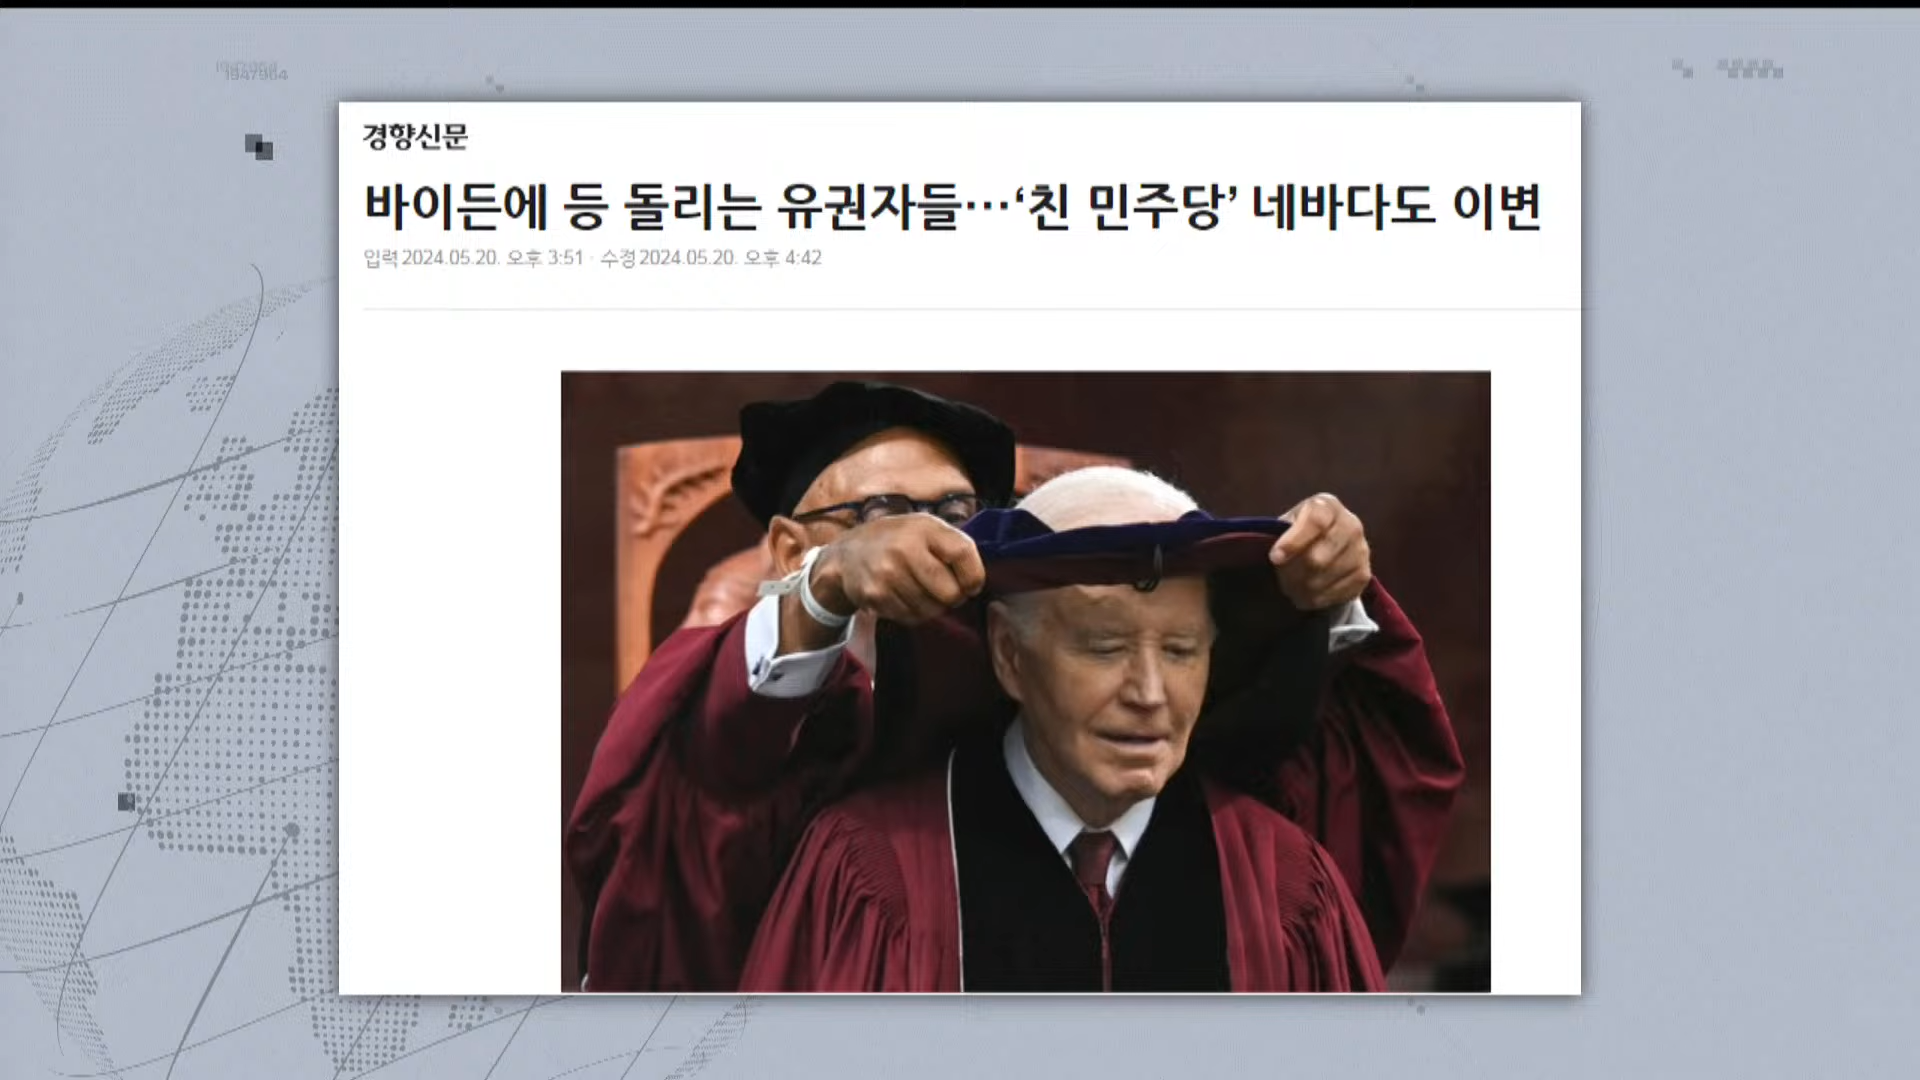 1947964
경향신문
바이든에 등 돌리는 유권자들…‘친 민주당’ 네바다도 이변
입력 2024.05.20. 오후 3:51 · 수정 2024.05.20. 오후 4:42